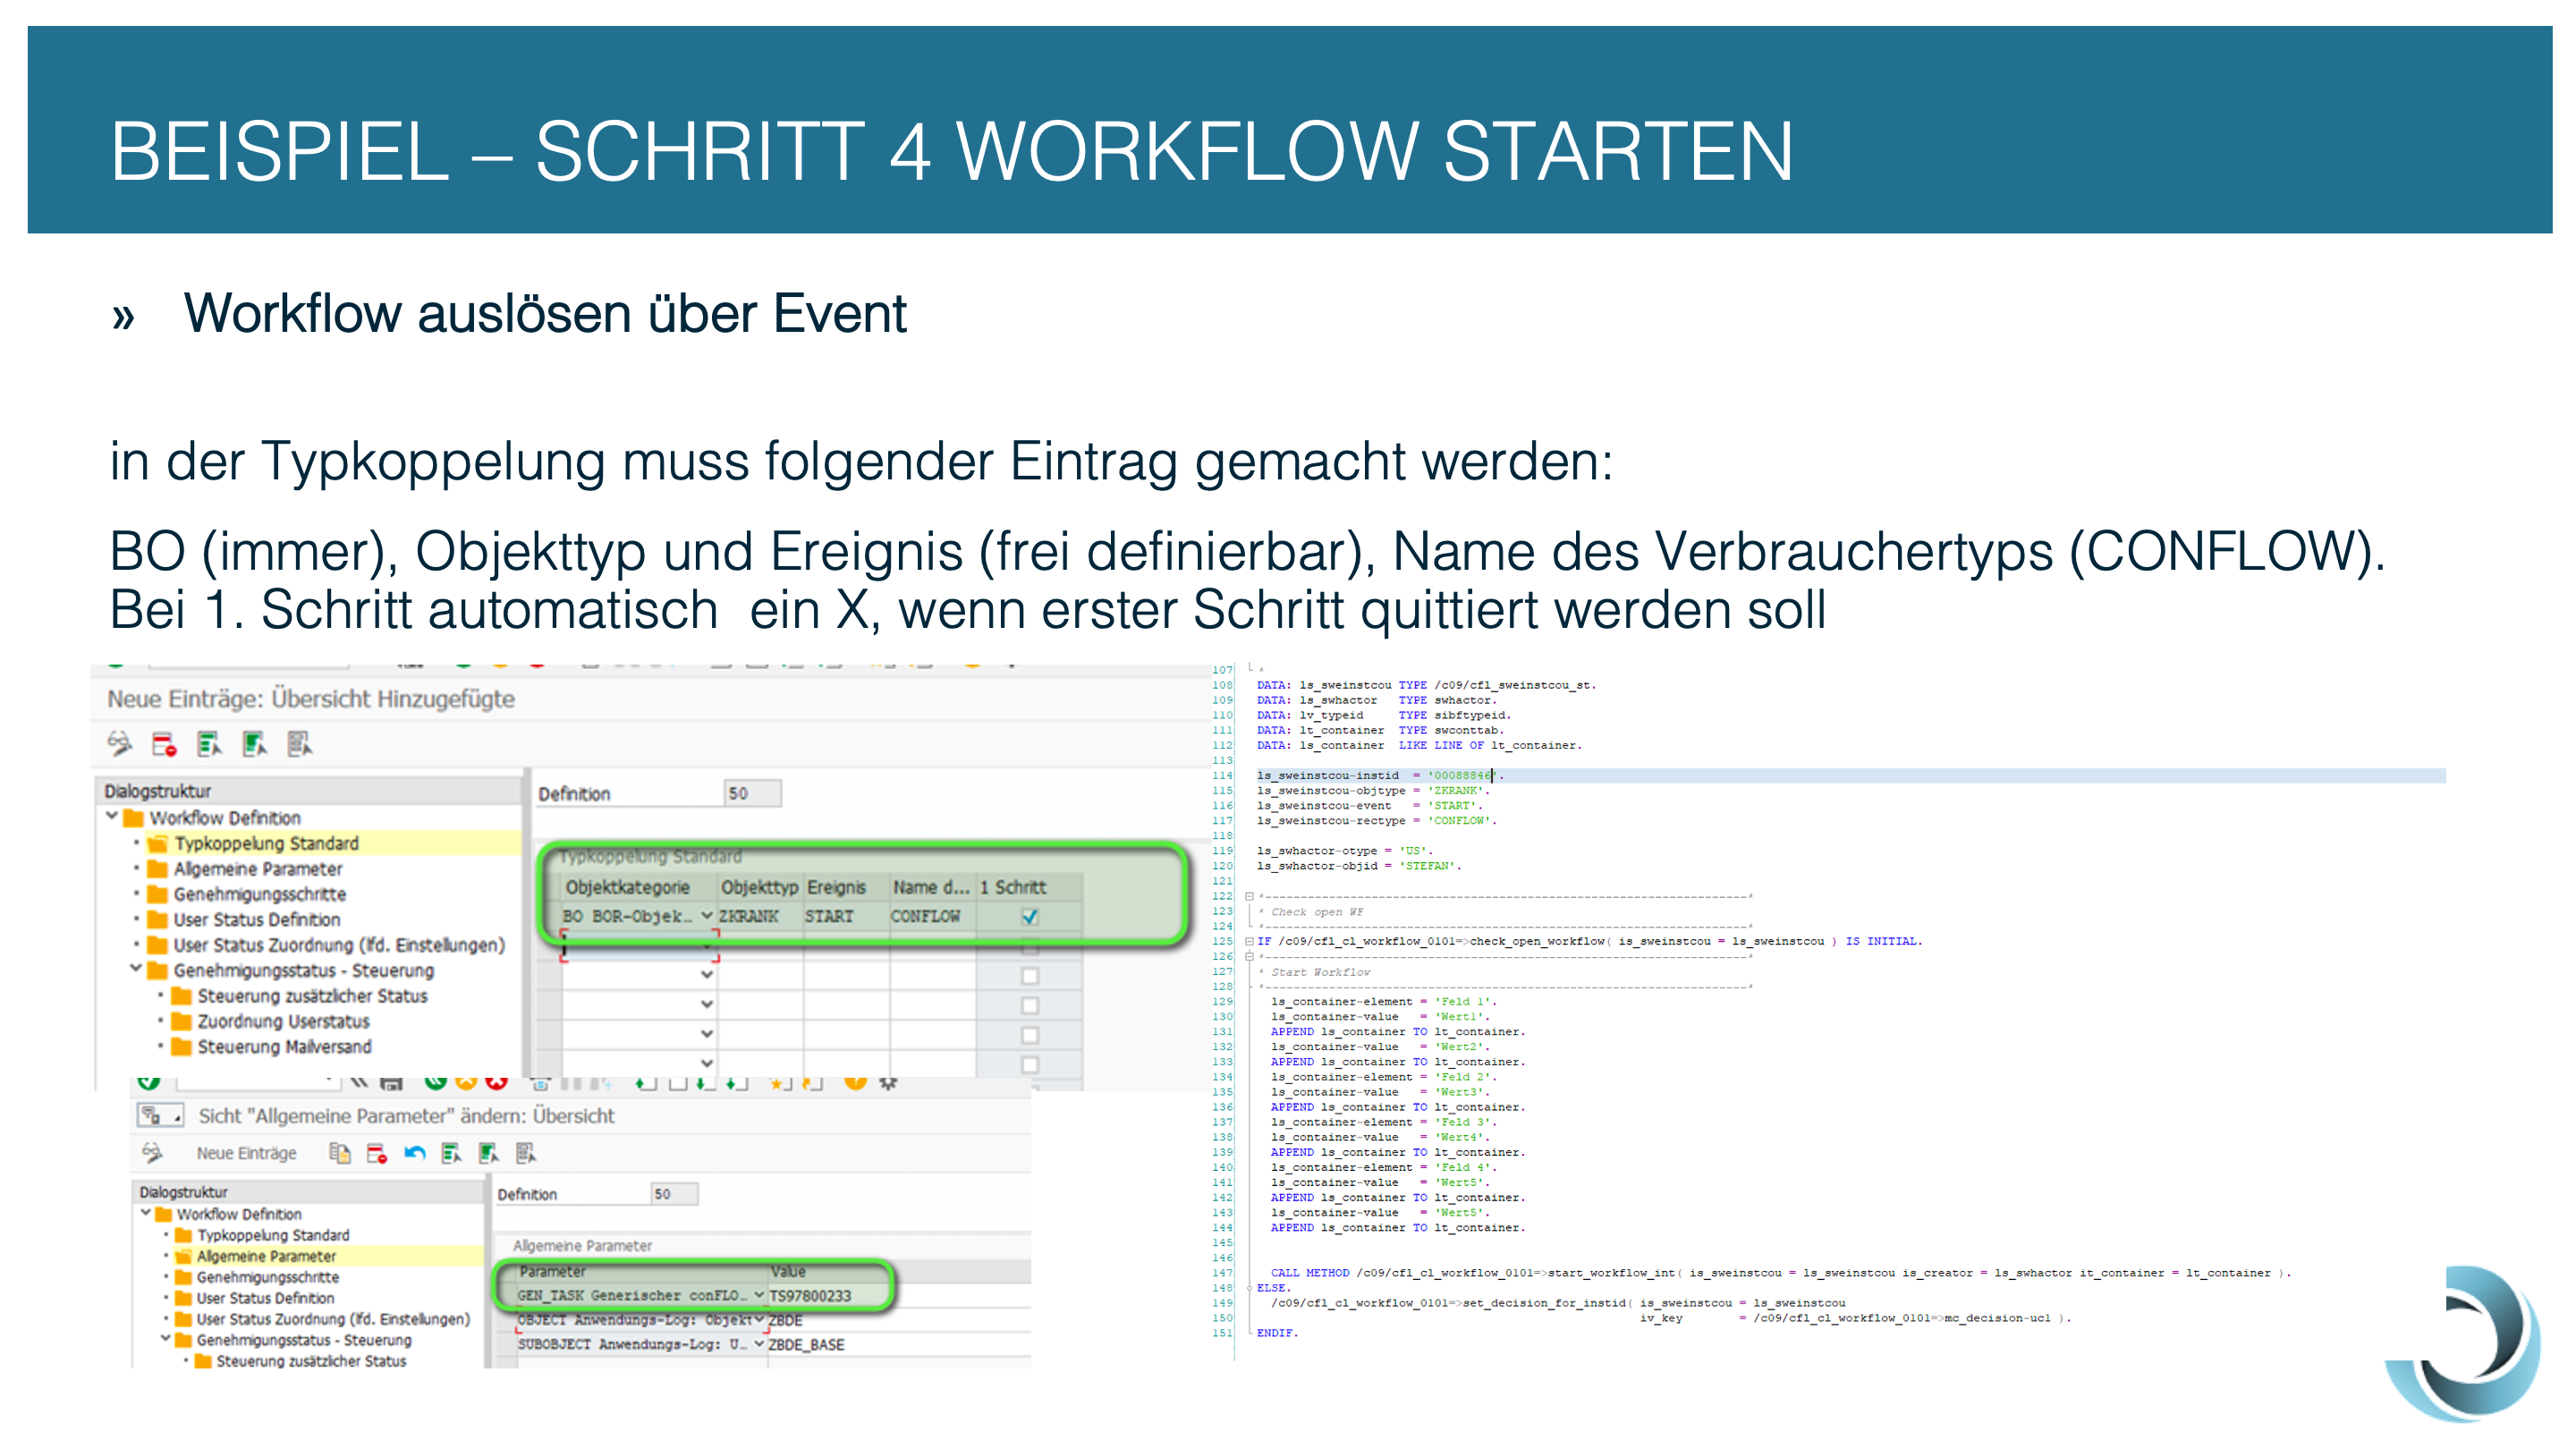 BEISPIEL – SCHRITT 4 WORKFLOW STARTEN
» Workflow auslösen über Event
in der Typkoppelung muss folgender Eintrag gemacht werden:
BO (immer), Objekttyp und Ereignis (frei definierbar), Name des Verbrauchertyps (CONFLOW).
Bei 1. Schritt automatisch  ein X, wenn erster Schritt quittiert werden soll
Neue Einträge: Übersicht Hinzugefügte
Dialogstruktur
Workflow Definition
Typkoppelung Standard
Allgemeine Parameter
Genehmigungsschritte
User Status Definition
User Status Zuordnung (lfd. Einstellungen)
Genehmigungsstatus - Steuerung
Steuerung zusätzlicher Status
Zuordnung Userstatus
Steuerung Mailversand
Definition 50
Typkoppelung Standard
Objektkategorie Objekttyp Ereignis Name d... 1 Schritt
BO BOR-Objek… ZKRANK START CONFLOW
Sicht "Allgemeine Parameter" ändern: Übersicht
Neue Einträge
Dialogstruktur
Workflow Definition
Typkoppelung Standard
Allgemeine Parameter
Genehmigungsschritte
User Status Definition
User Status Zuordnung (lfd. Einstellungen)
Genehmigungsstatus - Steuerung
Steuerung zusätzlicher Status
Definition 50
Allgemeine Parameter
Parameter Value
GEN_TASK Generischer conFLO… TS97800233
OBJECT Anwendungs-Log: Objekt ZBDE
SUBOBJECT Anwendungs-Log: U… ZBDE_BASE
107 *
108 DATA: ls_sweinstcou TYPE /c09/cfl_sweinstcou_st.
109 DATA: ls_swhactor   TYPE swhactor.
110 DATA: lv_typeid     TYPE sibftypeid.
111 DATA: lt_container  TYPE swconttab.
112 DATA: ls_container  LIKE LINE OF lt_container.
113
114 ls_sweinstcou-instid  = '00088846'.
115 ls_sweinstcou-objtype = 'ZKRANK'.
116 ls_sweinstcou-event   = 'START'.
117 ls_sweinstcou-rectype = 'CONFLOW'.
118
119 ls_swhactor-otype = 'US'.
120 ls_swhactor-objid = 'STEFAN'.
121
122 *---------------------------------------------------------------------*
123 * Check open WF
124 *---------------------------------------------------------------------*
125 IF /c09/cfl_cl_workflow_0101=>check_open_workflow( is_sweinstcou = ls_sweinstcou ) IS INITIAL.
126 *---------------------------------------------------------------------*
127 * Start Workflow
128 *---------------------------------------------------------------------*
129 ls_container-element = 'Feld 1'.
130 ls_container-value   = 'Wert1'.
131 APPEND ls_container TO lt_container.
132 ls_container-value   = 'Wert2'.
133 APPEND ls_container TO lt_container.
134 ls_container-element = 'Feld 2'.
135 ls_container-value   = 'Wert3'.
136 APPEND ls_container TO lt_container.
137 ls_container-element = 'Feld 3'.
138 ls_container-value   = 'Wert4'.
139 APPEND ls_container TO lt_container.
140 ls_container-element = 'Feld 4'.
141 ls_container-value   = 'Wert5'.
142 APPEND ls_container TO lt_container.
143 ls_container-value   = 'Wert5'.
144 APPEND ls_container TO lt_container.
145
146
147 CALL METHOD /c09/cfl_cl_workflow_0101=>start_workflow_int( is_sweinstcou = ls_sweinstcou is_creator = ls_swhactor it_container = lt_container ).
148 ELSE.
149 /c09/cfl_cl_workflow_0101=>set_decision_for_instid( is_sweinstcou = ls_sweinstcou
150 iv_key        = /c09/cfl_cl_workflow_0101=>mc_decision-ucl ).
151 ENDIF.